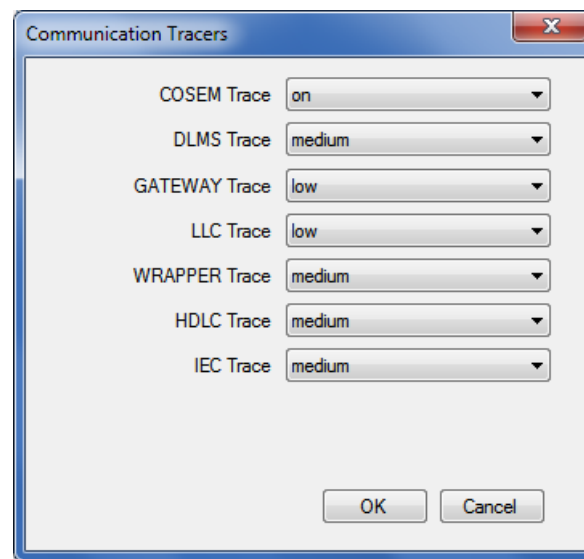 Communication Tracers
COSEM Trace on
DLMS Trace medium
GATEWAY Trace low
LLC Trace low
WRAPPER Trace medium
HDLC Trace medium
IEC Trace medium
OK Cancel